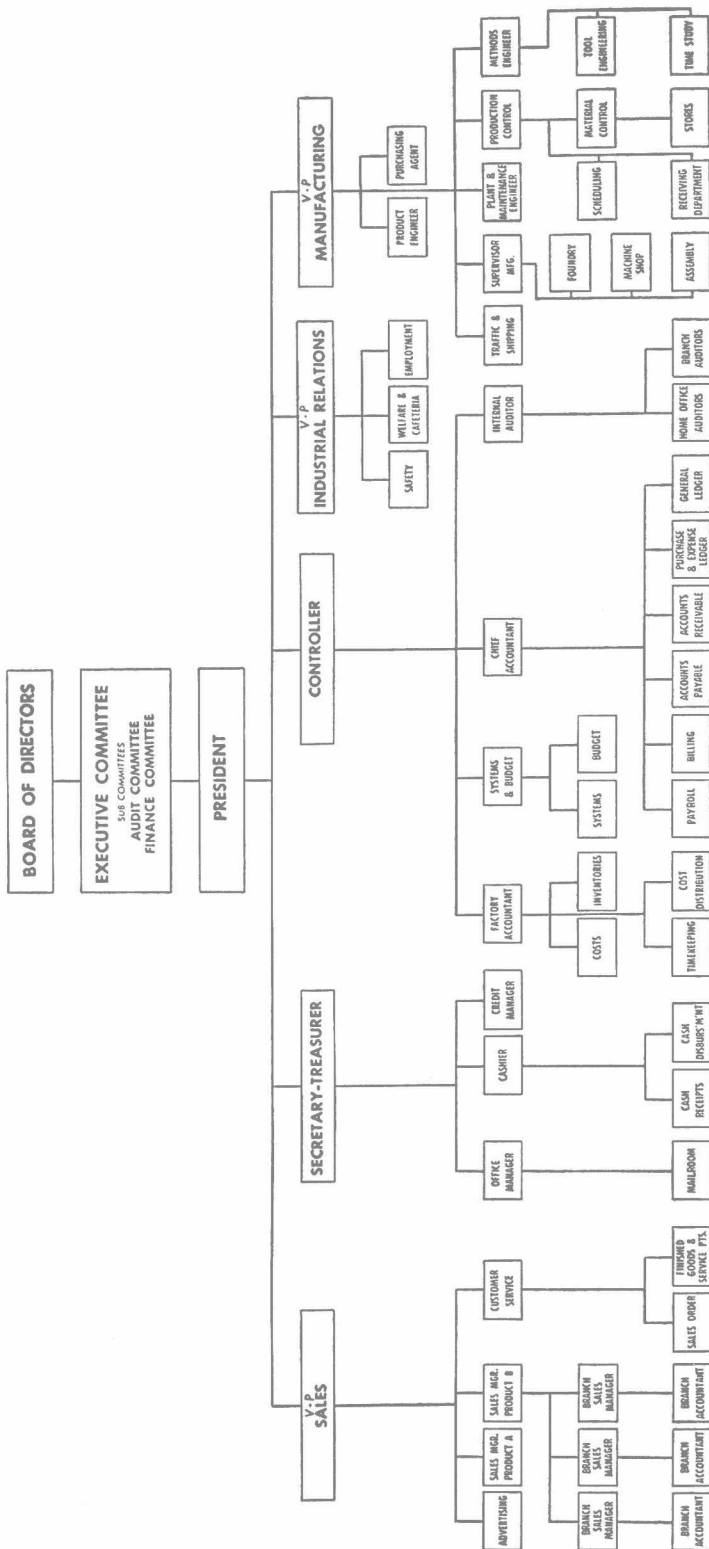 BOARD OF DIRECTORS
EXECUTIVE COMMITTEE
SUB COMMITTEES
AUDIT COMMITTEE
FINANCE COMMITTEE
PRESIDENT
V-P
SALES
SECRETARY-TREASURER
CONTROLLER
V-P
INDUSTRIAL RELATIONS
V-P
MANUFACTURING
SAFETY
WELFARE &
CAFETERIA
EMPLOYMENT
PRODUCT
ENGINEER
PURCHASING
AGENT
ADVERTISING
SALES MGR.
PRODUCT A
SALES MGR.
PRODUCT B
CUSTOMER
SERVICE
OFFICE
MANAGER
CASHIER
CREDIT
MANAGER
FACTORY
ACCOUNTANT
SYSTEMS
& BUDGET
CHIEF
ACCOUNTANT
INTERNAL
AUDITOR
TRAFFIC &
SHIPPING
SUPERVISOR
MFG.
PLANT &
MAINTENANCE
ENGINEER
PRODUCTION
CONTROL
METHODS
ENGINEER
BRANCH
SALES
MANAGER
BRANCH
SALES
MANAGER
BRANCH
SALES
MANAGER
COSTS
INVENTORIES
SYSTEMS
BUDGET
FOUNDRY
MACHINE
SHOP
SCHEDULING
MATERIAL
CONTROL
TOOL
ENGINEERING
BRANCH
ACCOUNTANT
BRANCH
ACCOUNTANT
BRANCH
ACCOUNTANT
SALES ORDER
FINISHED
GOODS &
SERVICE PTS.
MAILROOM
CASH
RECEIPTS
CASH
DISBURS'M'NT
TIMEKEEPING
COST
DISTRIBUTION
PAYROLL
BILLING
ACCOUNTS
PAYABLE
ACCOUNTS
RECEIVABLE
PURCHASE
& EXPENSE
LEDGER
GENERAL
LEDGER
HOME OFFICE
AUDITORS
BRANCH
AUDITORS
ASSEMBLY
RECEIVING
DEPARTMENT
STORES
TIME STUDY